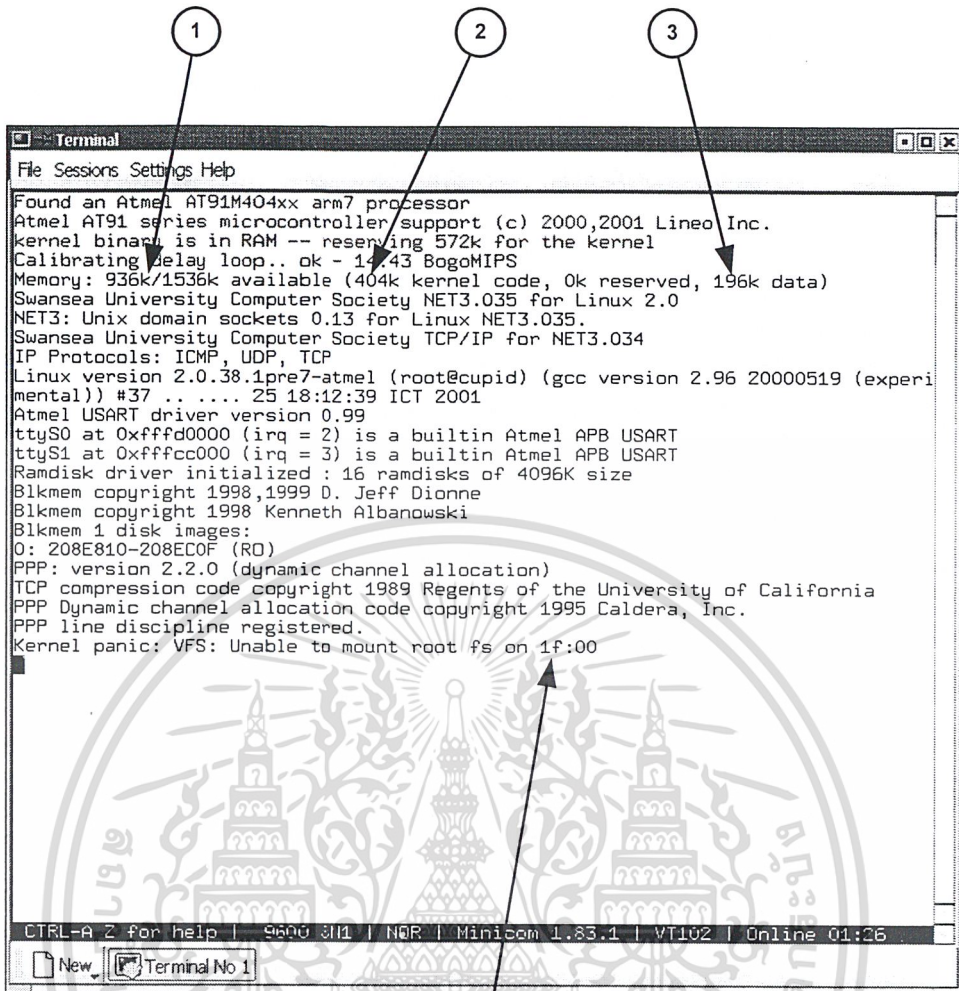 1 2 3
Terminal
File Sessions Settings Help
Found an Atmel AT91M404xx arm7 processor
Atmel AT91 series microcontroller support (c) 2000,2001 Lineo Inc.
kernel binary is in RAM -- reserving 572k for the kernel
Calibrating delay loop.. ok - 14.43 BogoMIPS
Memory: 936k/1536k available (404k kernel code, 0k reserved, 196k data)
Swansea University Computer Society NET3.035 for Linux 2.0
NET3: Unix domain sockets 0.13 for Linux NET3.035.
Swansea University Computer Society TCP/IP for NET3.034
IP Protocols: ICMP, UDP, TCP
Linux version 2.0.38.1pre7-atmel (root@cupid) (gcc version 2.96 20000519 (experi
mental)) #37 .. .... 25 18:12:39 ICT 2001
Atmel USART driver version 0.99
ttyS0 at 0xfffd0000 (irq = 2) is a builtin Atmel APB USART
ttyS1 at 0xfffcc000 (irq = 3) is a builtin Atmel APB USART
Ramdisk driver initialized : 16 ramdisks of 4096K size
Blkmem copyright 1998,1999 D. Jeff Dionne
Blkmem copyright 1998 Kenneth Albanowski
Blkmem 1 disk images:
0: 208E810-208EC0F (RO)
PPP: version 2.2.0 (dynamic channel allocation)
TCP compression code copyright 1989 Regents of the University of California
PPP Dynamic channel allocation code copyright 1995 Caldera, Inc.
PPP line discipline registered.
Kernel panic: VFS: Unable to mount root fs on 1f:00
CTRL-A Z for help | 9600 8N1 | NOR | Minicom 1.83.1 | VT102 | Online 01:26
New Terminal No 1